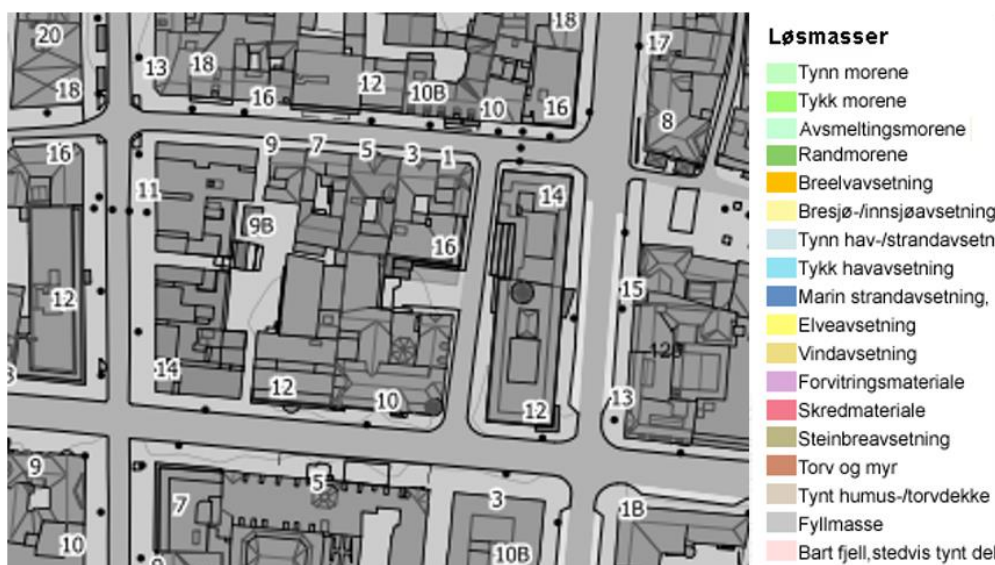 20
18
13
18
16
12
10B
10
18
16
17
8
16
9
7
5
3
1
11
9B
16
14
12
15
12B
14
12
10
12
13
9
7
5
3
1B
10
10B
Løsmasser
Tynn morene
Tykk morene
Avsmeltingsmorene
Randmorene
Breelvavsetning
Bresjø-/innsjøavsetning
Tynn hav-/strandavsetn
Tykk havavsetning
Marin strandavsetning,
Elveavsetning
Vindavsetning
Forvitringsmateriale
Skredmateriale
Steinbreavsetning
Torv og myr
Tynt humus-/torvdekke
Fyllmasse
Bart fjell,stedvis tynt del